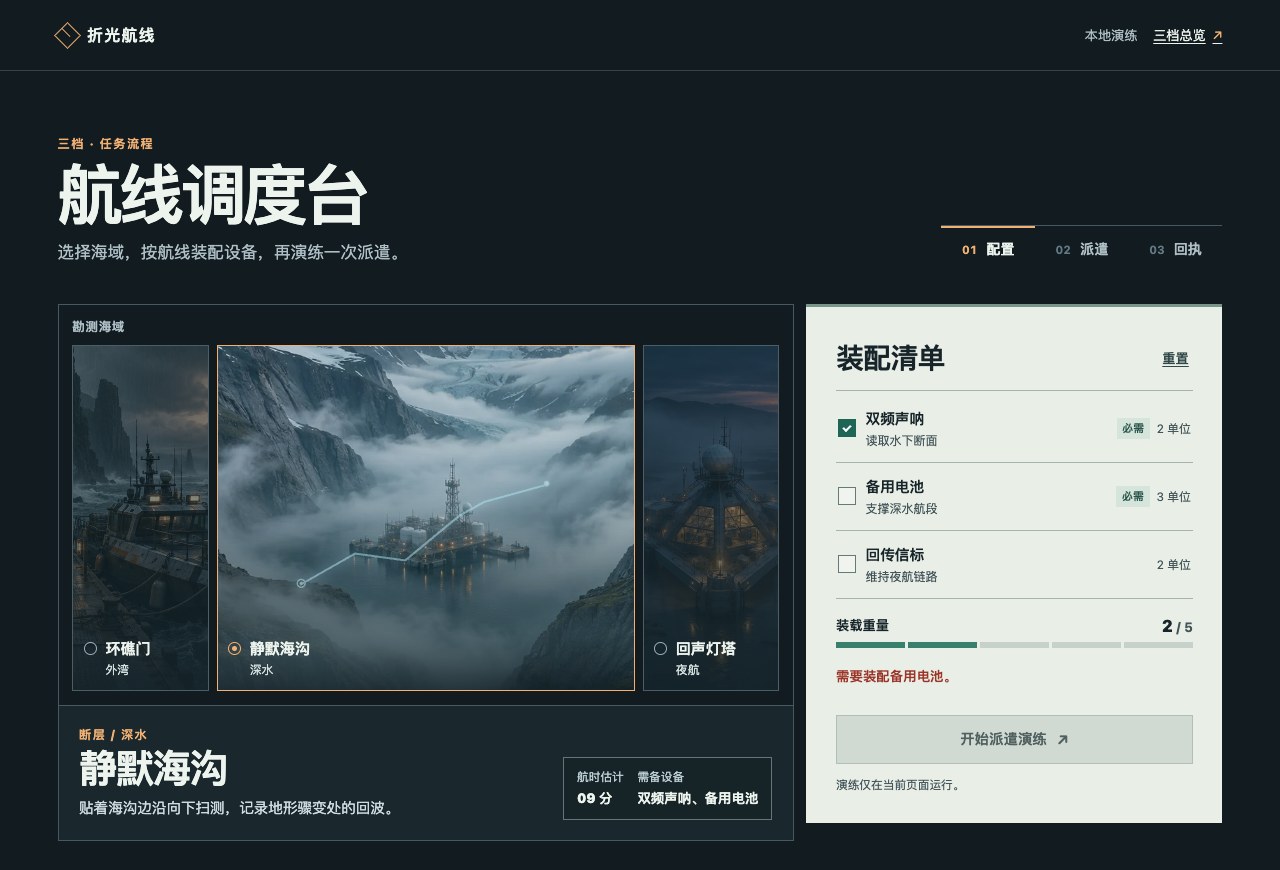 折光航线
本地演练 三档总览 ↗
三档 · 任务流程
航线调度台
选择海域，按航线装配设备，再演练一次派遣。
01 配置 02 派遣 03 回执
勘测海域
环礁门
外湾
静默海沟
深水
回声灯塔
夜航
断层 / 深水
静默海沟
贴着海沟边沿向下扫测，记录地形骤变处的回波。
航时估计 需备设备
09 分 双频声呐、备用电池
装配清单 重置
双频声呐
读取水下断面
必需 2 单位
备用电池
支撑深水航段
必需 3 单位
回传信标
维持夜航链路
2 单位
装载重量 2 / 5
需要装配备用电池。
开始派遣演练 ↗
演练仅在当前页面运行。